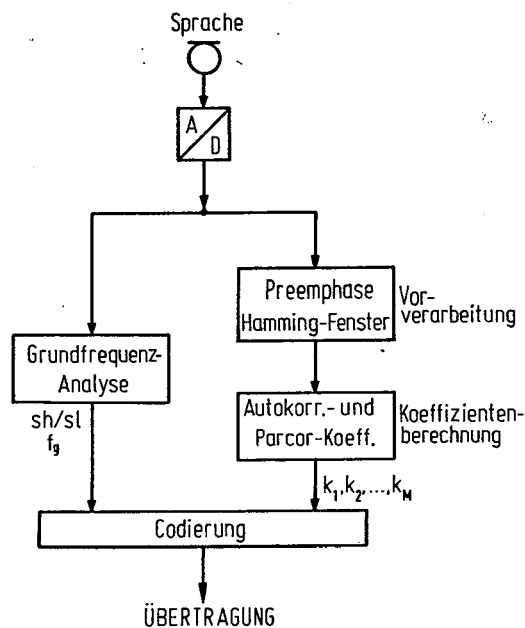 Sprache
A
D
Preemphase
Hamming-Fenster
Vor-
verarbeitung
Grundfrequenz-
Analyse
Autokorr.- und
Parcor-Koeff.
Koeffizienten-
berechnung
sh/sl
fg
k1, k2, ..., kM
Codierung
ÜBERTRAGUNG